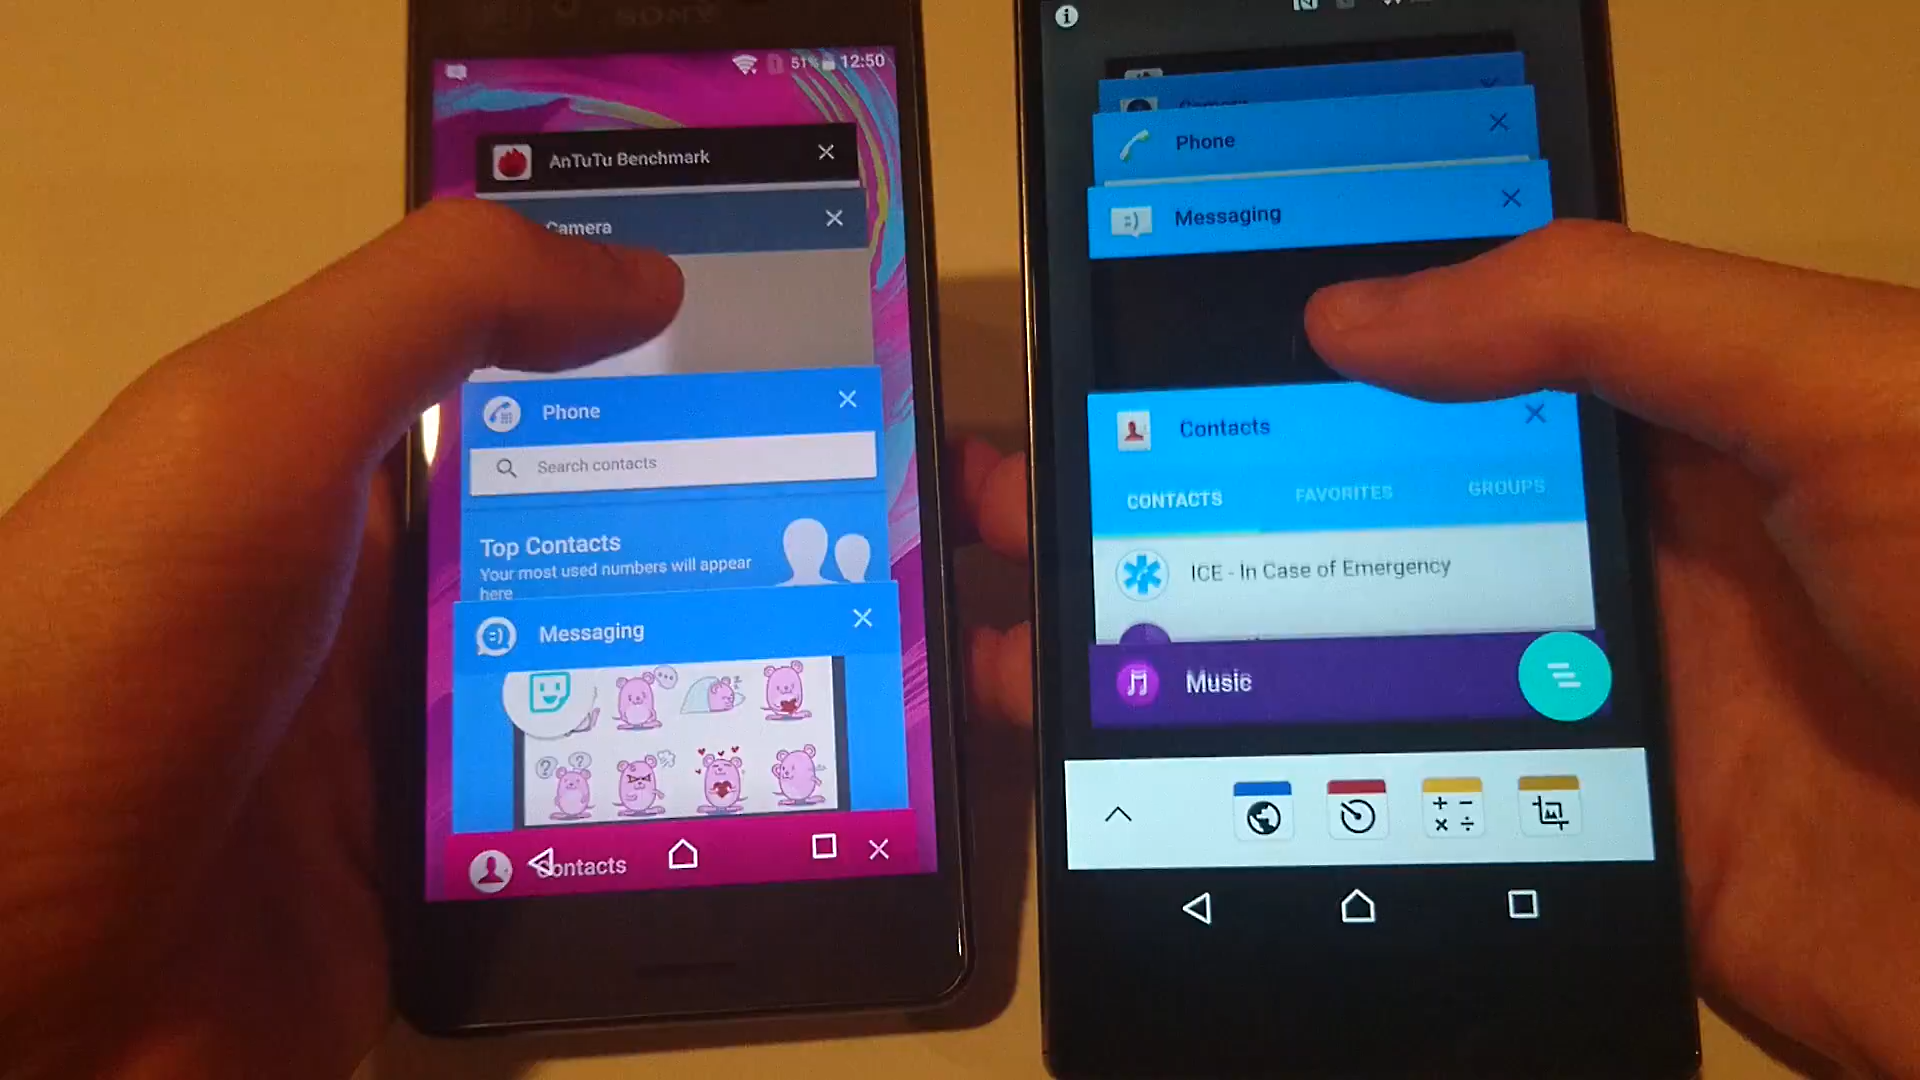 51% 12:50
AnTuTu Benchmark
Camera
Phone
Search contacts
Top Contacts
Your most used numbers will appear
here
Messaging
Contacts
Camera
Phone
Messaging
Contacts
CONTACTS FAVORITES GROUPS
ICE - In Case of Emergency
Music